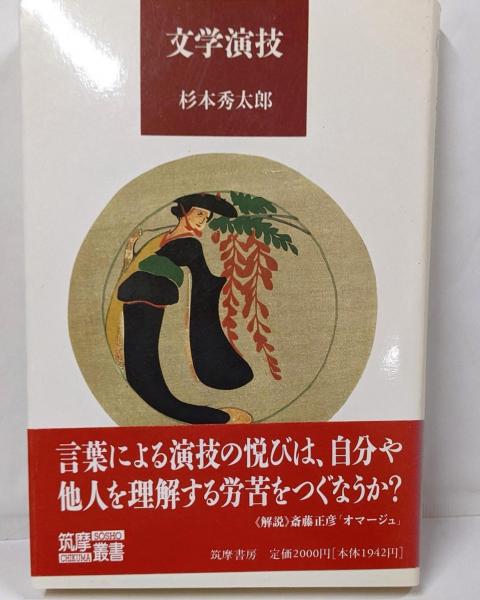 文学演技
杉本秀太郎
言葉による演技の悦びは、自分や
他人を理解する労苦をつぐなうか?
《解説》斎藤正彦「オマージュ」
筑摩 SOSHO
CHIKUMA 叢書
筑摩書房 定価2000円[本体1942円]